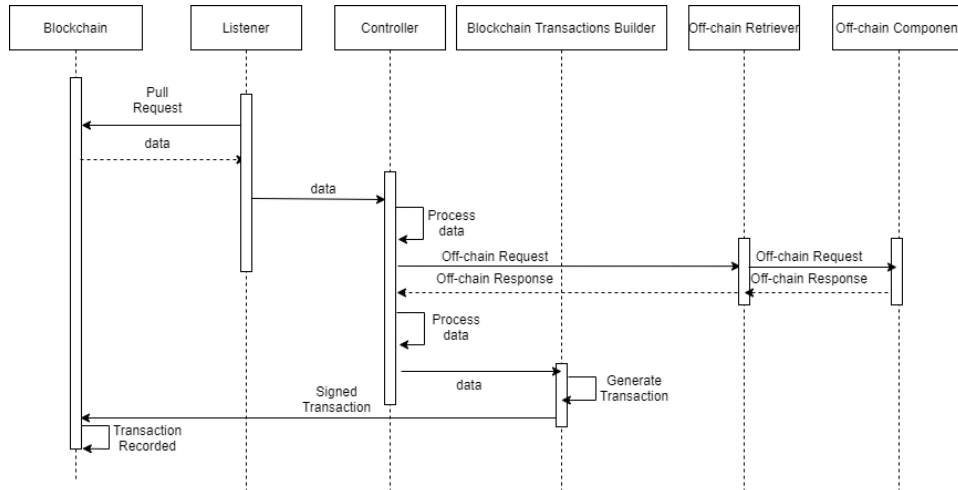 Blockchain
Listener
Controller
Blockchain Transactions Builder
Off-chain Retriever
Off-chain Component
Pull
Request
data
data
Process
data
Off-chain Request
Off-chain Request
Off-chain Response
Off-chain Response
Process
data
data
Generate
Transaction
Signed
Transaction
Transaction
Recorded